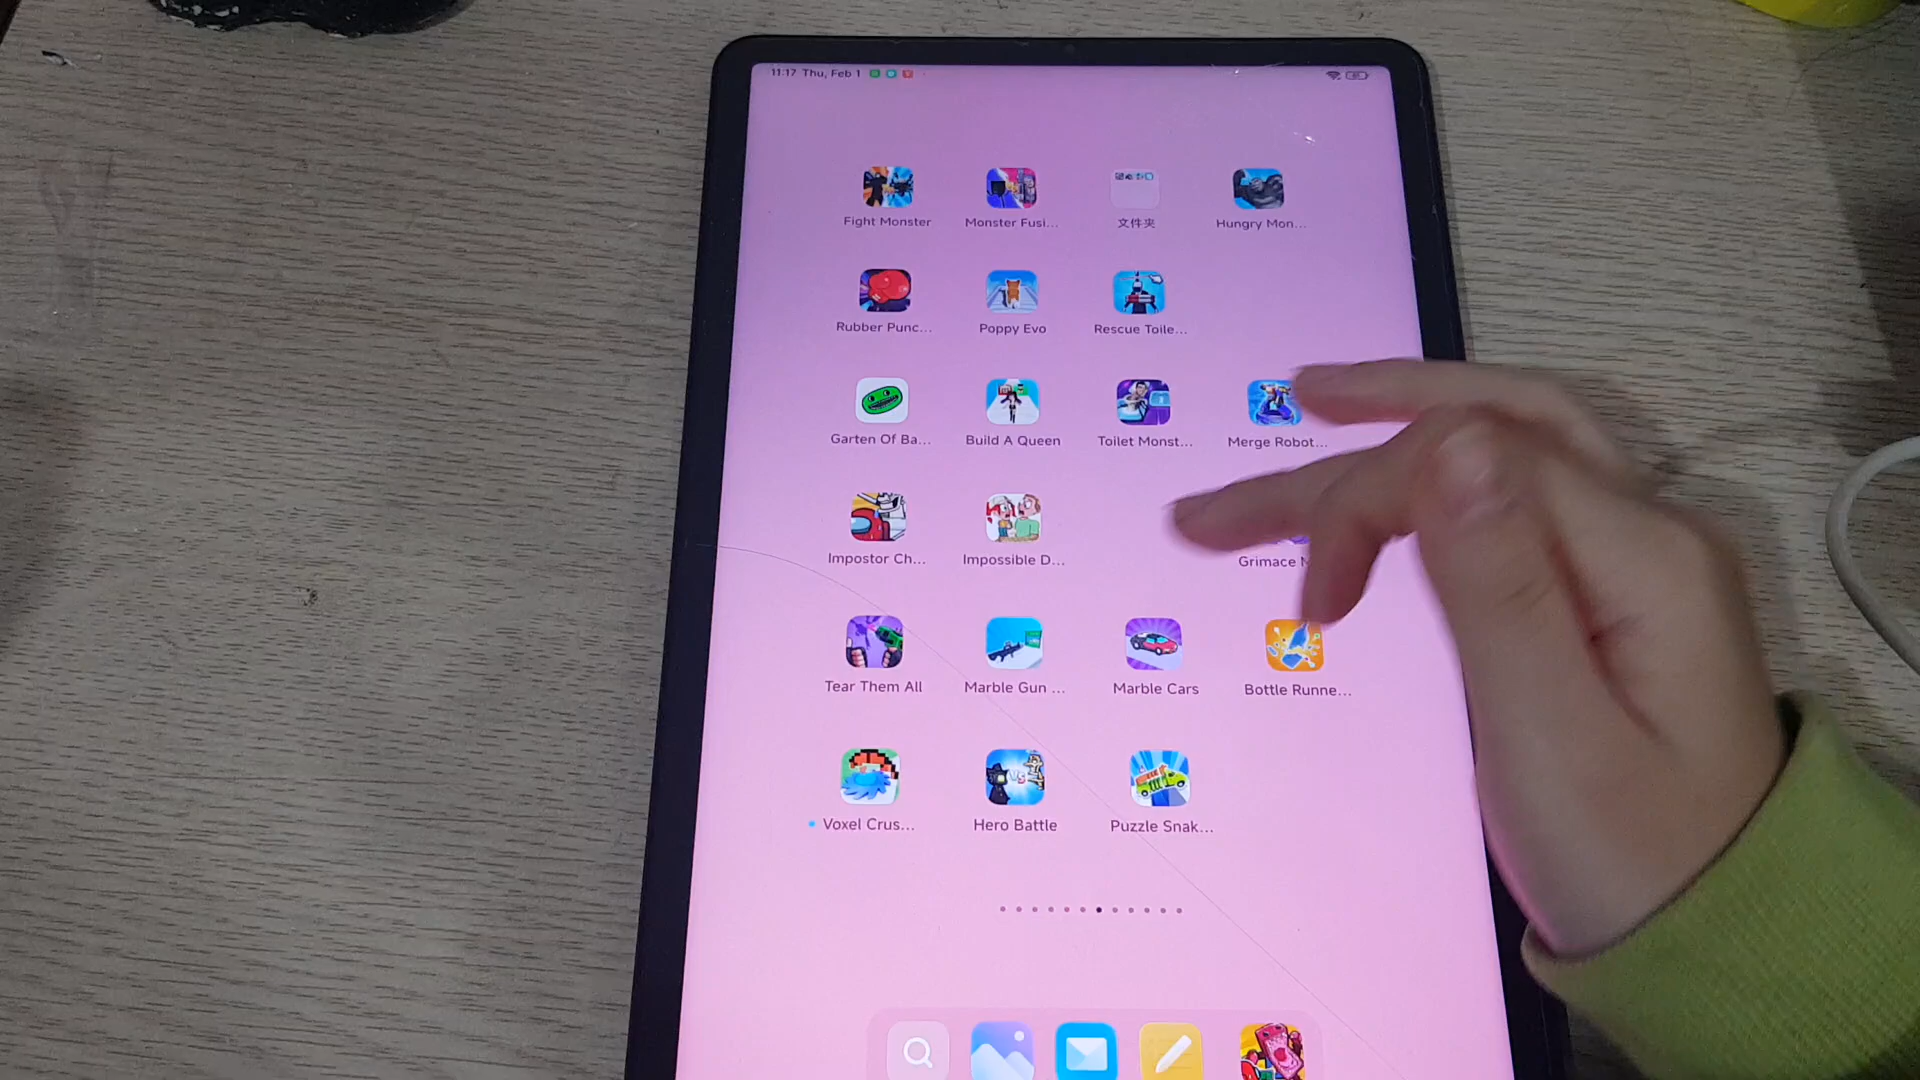 11:17 Thu, Feb 1
Fight Monster
Monster Fusi...
文件夹
Hungry Mon...
Rubber Punc...
Poppy Evo
Rescue Toile...
Garten Of Ba...
Build A Queen
Toilet Monst...
Merge Robot...
Impostor Ch...
Impossible D...
Grimace
Tear Them All
Marble Gun ...
Marble Cars
Bottle Runne...
Voxel Crus...
Hero Battle
Puzzle Snak...